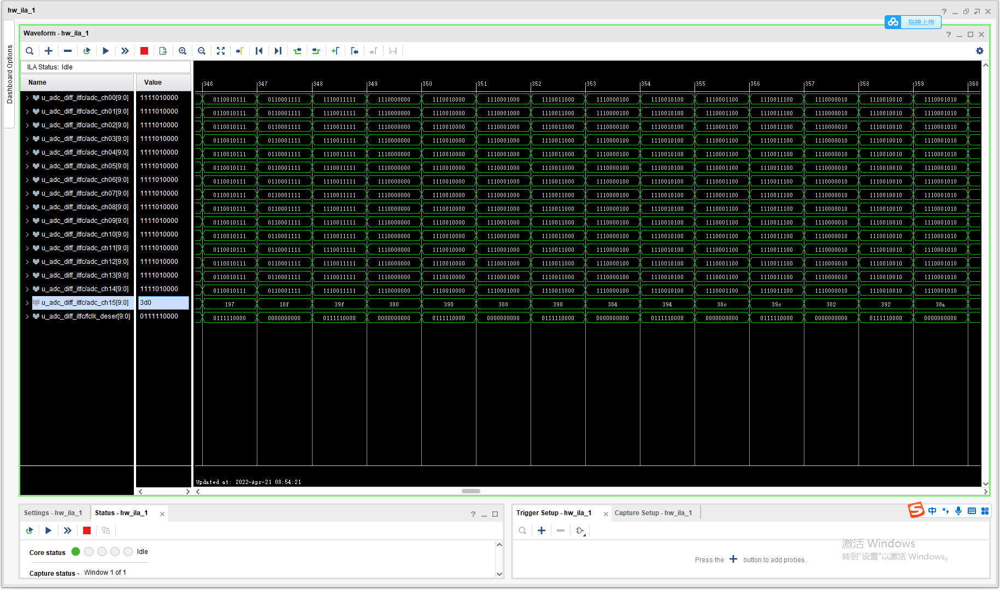 hw_ila_1
拖拽上传
Dashboard Options
Waveform - hw_ila_1
ILA Status: Idle
Name Value
346 347 348 349 350 351 352 353 354 355 356 357 358 359 360
u_adc_diff_itfc/adc_ch00[9:0] 1111010000 0110010111 0110001111 1110011111 1110000000 1110010000 1110001000 1110011000 1110000100 1110010100 1110001100 1110011100 1110000010 1110010010 1110001010
u_adc_diff_itfc/adc_ch01[9:0] 1111010000 0110010111 0110001111 1110011111 1110000000 1110010000 1110001000 1110011000 1110000100 1110010100 1110001100 1110011100 1110000010 1110010010 1110001010
u_adc_diff_itfc/adc_ch02[9:0] 1111010000 0110010111 0110001111 1110011111 1110000000 1110010000 1110001000 1110011000 1110000100 1110010100 1110001100 1110011100 1110000010 1110010010 1110001010
u_adc_diff_itfc/adc_ch03[9:0] 1111010000 0110010111 0110001111 1110011111 1110000000 1110010000 1110001000 1110011000 1110000100 1110010100 1110001100 1110011100 1110000010 1110010010 1110001010
u_adc_diff_itfc/adc_ch04[9:0] 1111010000 0110010111 0110001111 1110011111 1110000000 1110010000 1110001000 1110011000 1110000100 1110010100 1110001100 1110011100 1110000010 1110010010 1110001010
u_adc_diff_itfc/adc_ch05[9:0] 1111010000 0110010111 0110001111 1110011111 1110000000 1110010000 1110001000 1110011000 1110000100 1110010100 1110001100 1110011100 1110000010 1110010010 1110001010
u_adc_diff_itfc/adc_ch06[9:0] 1111010000 0110010111 0110001111 1110011111 1110000000 1110010000 1110001000 1110011000 1110000100 1110010100 1110001100 1110011100 1110000010 1110010010 1110001010
u_adc_diff_itfc/adc_ch07[9:0] 1111010000 0110010111 0110001111 1110011111 1110000000 1110010000 1110001000 1110011000 1110000100 1110010100 1110001100 1110011100 1110000010 1110010010 1110001010
u_adc_diff_itfc/adc_ch08[9:0] 1111010000 0110010111 0110001111 1110011111 1110000000 1110010000 1110001000 1110011000 1110000100 1110010100 1110001100 1110011100 1110000010 1110010010 1110001010
u_adc_diff_itfc/adc_ch09[9:0] 1111010000 0110010111 0110001111 1110011111 1110000000 1110010000 1110001000 1110011000 1110000100 1110010100 1110001100 1110011100 1110000010 1110010010 1110001010
u_adc_diff_itfc/adc_ch10[9:0] 1111010000 0110010111 0110001111 1110011111 1110000000 1110010000 1110001000 1110011000 1110000100 1110010100 1110001100 1110011100 1110000010 1110010010 1110001010
u_adc_diff_itfc/adc_ch11[9:0] 1111010000 0110010111 0110001111 1110011111 1110000000 1110010000 1110001000 1110011000 1110000100 1110010100 1110001100 1110011100 1110000010 1110010010 1110001010
u_adc_diff_itfc/adc_ch12[9:0] 1111010000 0110010111 0110001111 1110011111 1110000000 1110010000 1110001000 1110011000 1110000100 1110010100 1110001100 1110011100 1110000010 1110010010 1110001010
u_adc_diff_itfc/adc_ch13[9:0] 1111010000 0110010111 0110001111 1110011111 1110000000 1110010000 1110001000 1110011000 1110000100 1110010100 1110001100 1110011100 1110000010 1110010010 1110001010
u_adc_diff_itfc/adc_ch14[9:0] 1111010000 0110010111 0110001111 1110011111 1110000000 1110010000 1110001000 1110011000 1110000100 1110010100 1110001100 1110011100 1110000010 1110010010 1110001010
u_adc_diff_itfc/adc_ch15[9:0] 3d0 197 18f 39f 380 390 388 398 384 394 38c 39c 382 392 38a
u_adc_diff_itfc/fclk_deser[9:0] 0111110000 0111110000 0000000000 0111110000 0000000000 0111110000 0000000000 0111110000 0000000000 0111110000 0000000000 0111110000 0000000000 0111110000 0000000000
Updated at: 2022-Apr-21 08:54:21
Settings - hw_ila_1 Status - hw_ila_1
Core status Idle
Capture status - Window 1 of 1
Trigger Setup - hw_ila_1 Capture Setup - hw_ila_1
中
Press the + button to add probes.
激活 Windows
转到“设置”以激活 Windows。